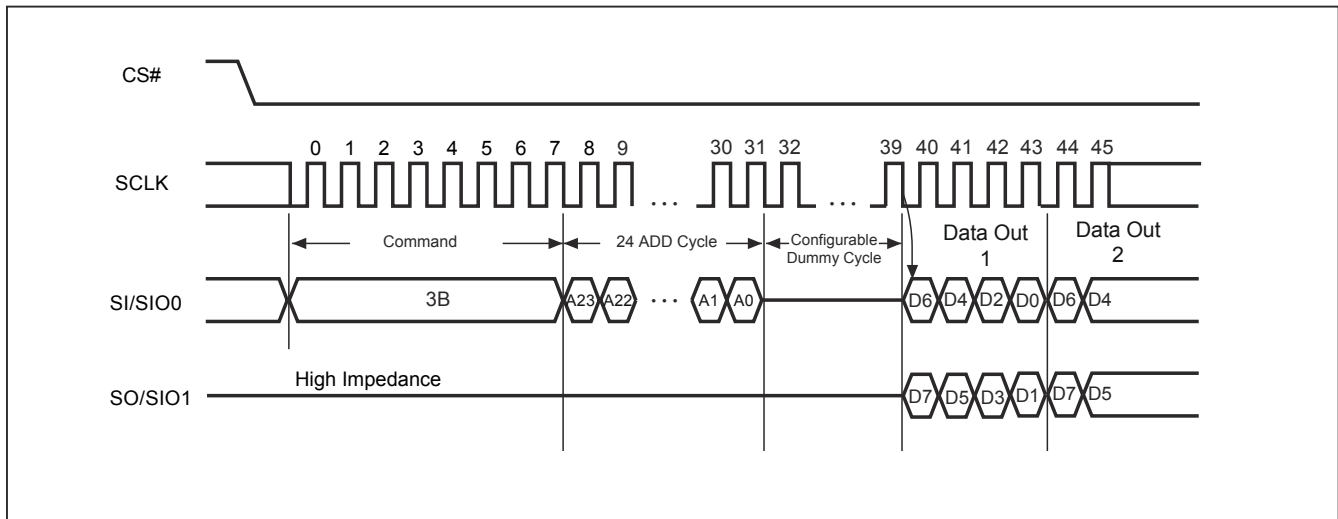 CS#
0 1 2 3 4 5 6 7 8 9 30 31 32 39 40 41 42 43 44 45
SCLK
... ...
Command 24 ADD Cycle Configurable Dummy Cycle Data Out 1 Data Out 2
SI/SIO0 3B A23 A22 ... A1 A0 D6 D4 D2 D0 D6 D4
High Impedance
SO/SIO1 D7 D5 D3 D1 D7 D5